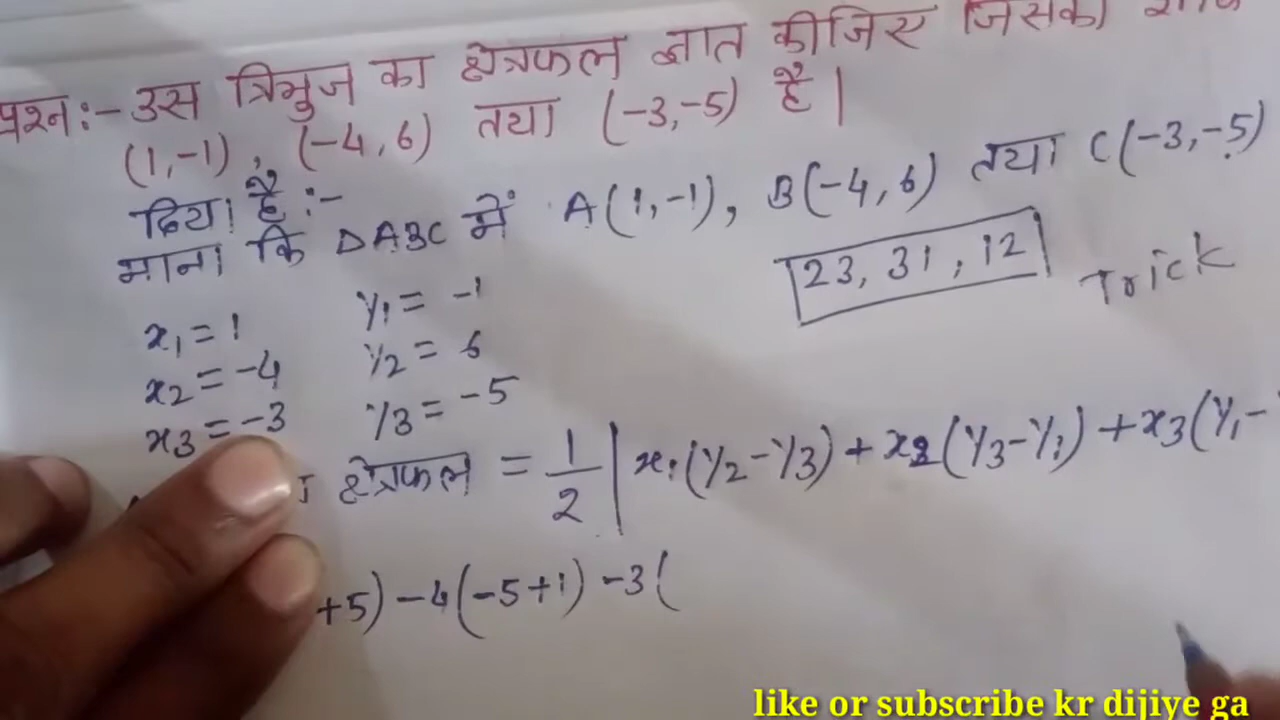 प्रश्न:- उस त्रिभुज का क्षेत्रफल ज्ञात कीजिए जिसका
(1,-1), (-4,6) तथा (-3,-5) है।
दिया है:-
माना कि ΔABC में A(1,-1), B(-4,6) तथा C(-3,-5)
23, 31, 12 Trick
x₁ = 1 y₁ = -1
x₂ = -4 y₂ = 6
x₃ = -3 y₃ = -5
क्षेत्रफल = 1/2 | x₁(y₂-y₃) + x₂(y₃-y₁) + x₃(y₁-
+5) -4(-5+1) -3(
like or subscribe kr dijiye ga